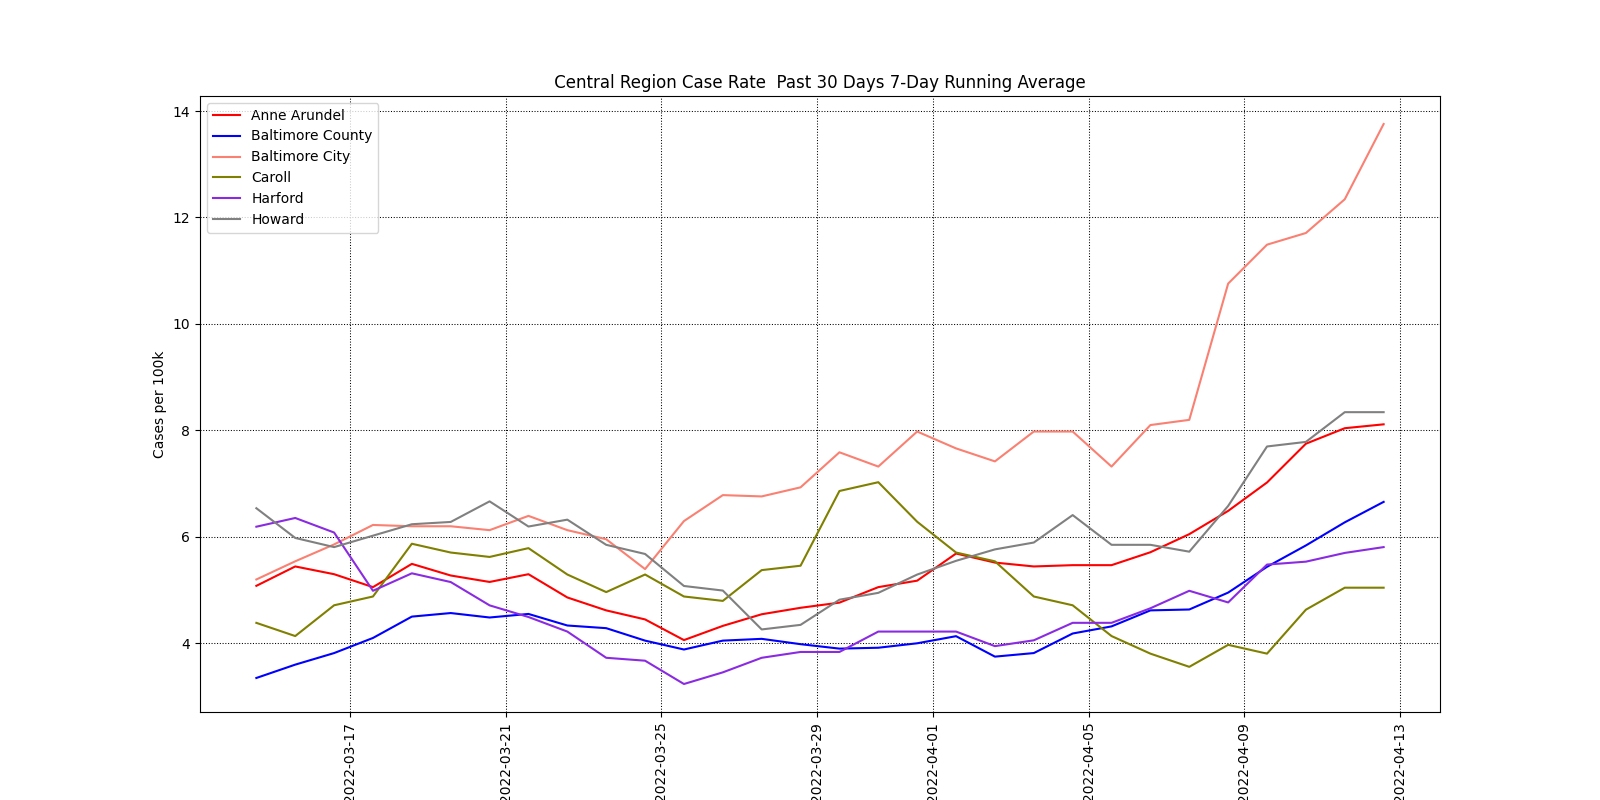 Central Region Case Rate  Past 30 Days 7-Day Running Average
Anne Arundel
Baltimore County
Baltimore City
Caroll
Harford
Howard
Cases per 100k
14
12
10
8
6
4
2022-03-17
2022-03-21
2022-03-25
2022-03-29
2022-04-01
2022-04-05
2022-04-09
2022-04-13